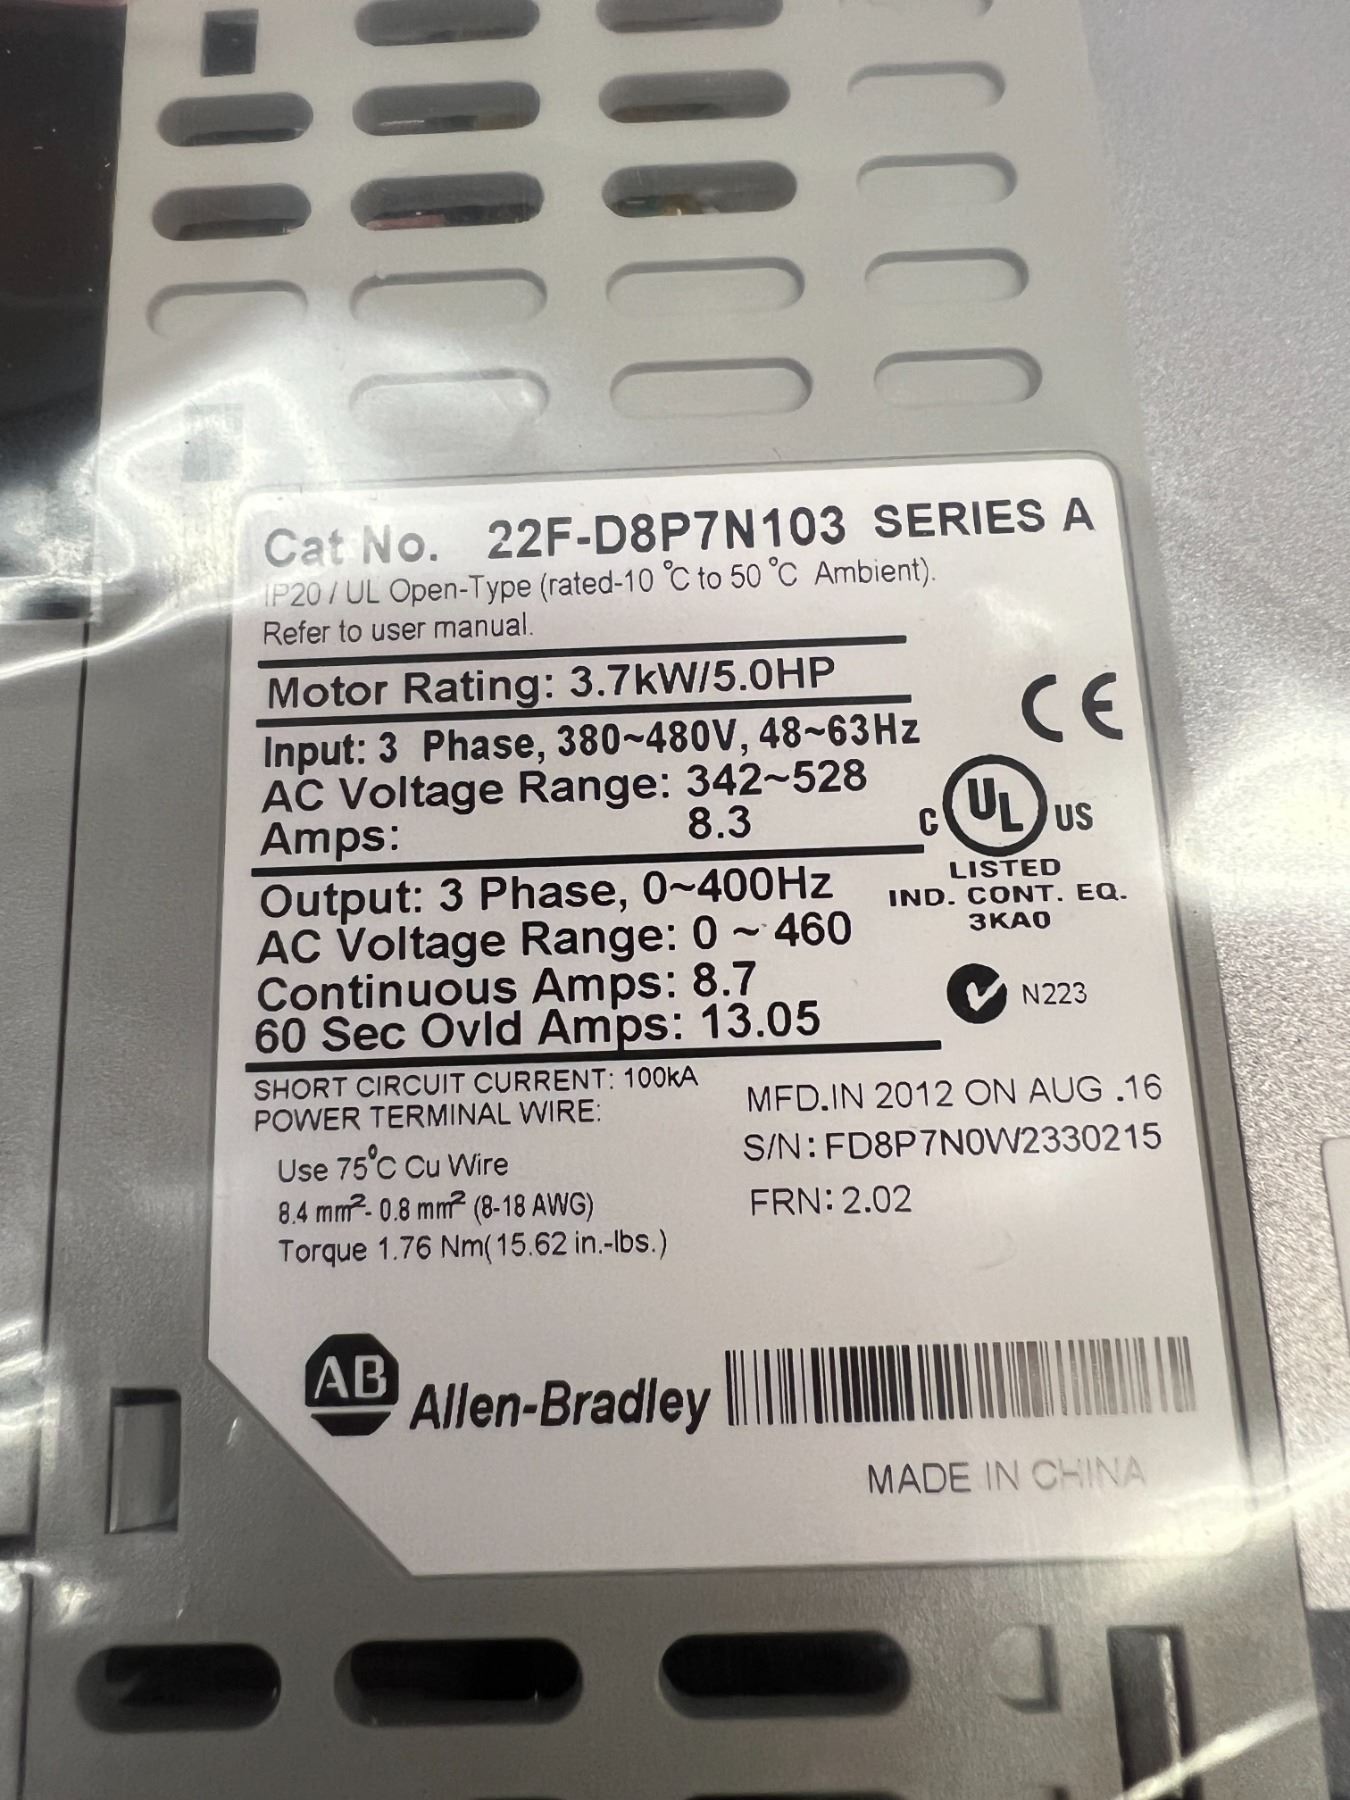 Cat No. 22F-D8P7N103 SERIES A
IP20 / UL Open-Type (rated-10 °C to 50 °C Ambient).
Refer to user manual.
Motor Rating: 3.7kW/5.0HP
Input: 3 Phase, 380~480V, 48~63Hz
AC Voltage Range: 342~528
Amps: 8.3
CE
C UL US
LISTED
IND. CONT. EQ.
3KA0
Output: 3 Phase, 0~400Hz
AC Voltage Range: 0 ~ 460
Continuous Amps: 8.7
60 Sec Ovld Amps: 13.05
N223
SHORT CIRCUIT CURRENT: 100kA
POWER TERMINAL WIRE:
Use 75°C Cu Wire
8.4 mm²- 0.8 mm² (8-18 AWG)
Torque 1.76 Nm(15.62 in.-lbs.)
MFD.IN 2012 ON AUG .16
S/N: FD8P7N0W2330215
FRN: 2.02
AB Allen-Bradley
MADE IN CHINA